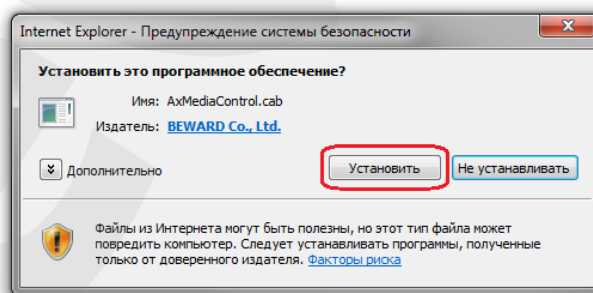 Internet Explorer - Предупреждение системы безопасности
Установить это программное обеспечение?
Имя: AxMediaControl.cab
Издатель: BEWARD Co., Ltd.
Дополнительно
Установить
Не устанавливать
Файлы из Интернета могут быть полезны, но этот тип файла может
повредить компьютер. Следует устанавливать программы, полученные
только от доверенного издателя. Факторы риска